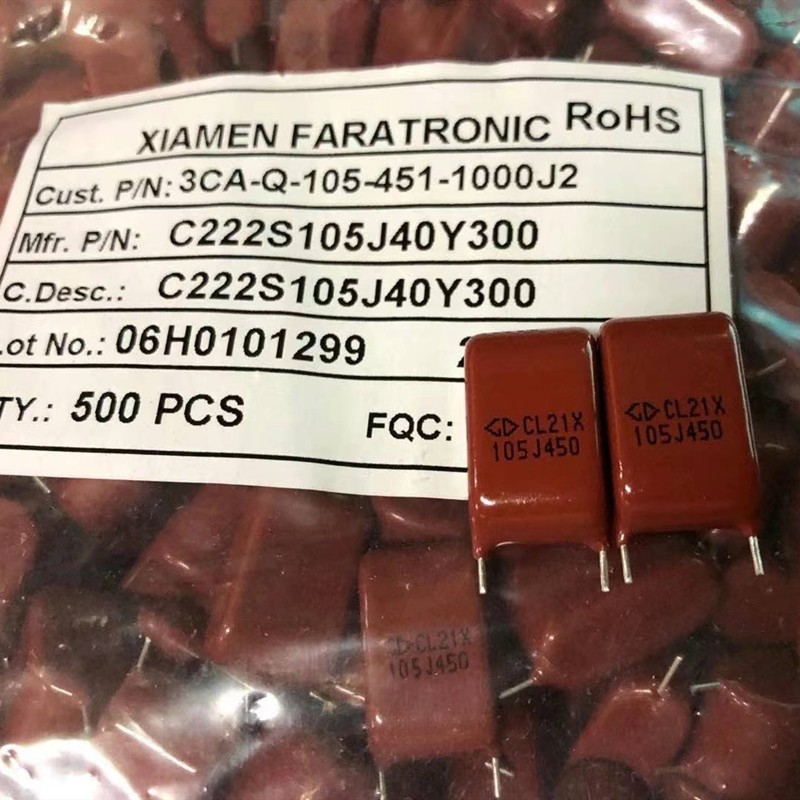 XIAMEN FARATRONIC RoHS
Cust. P/N: 3CA-Q-105-451-1000J2
Mfr. P/N: C222S105J40Y300
C.Desc.: C222S105J40Y300
ot No.: 06H0101299
TY.: 500 PCS FQC:
CL21X
105J450
CL21X
105J450
CL21X
105J450